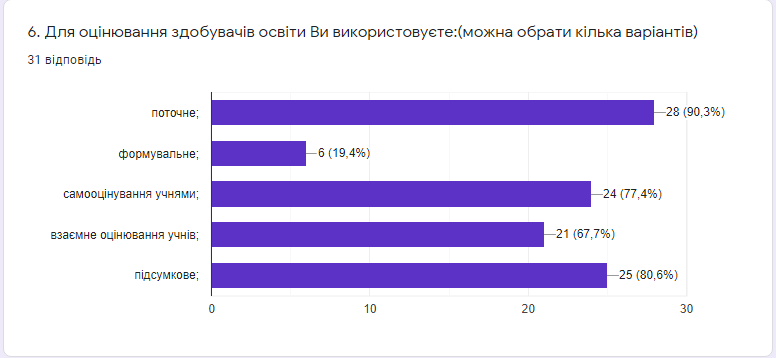 6. Для оцінювання здобувачів освіти Ви використовуєте:(можна обрати кілька варіантів)
31 відповідь
поточне; 28 (90,3%)
формувальне; 6 (19,4%)
самооцінування учнями; 24 (77,4%)
взаємне оцінювання учнів; 21 (67,7%)
підсумкове; 25 (80,6%)
0 10 20 30